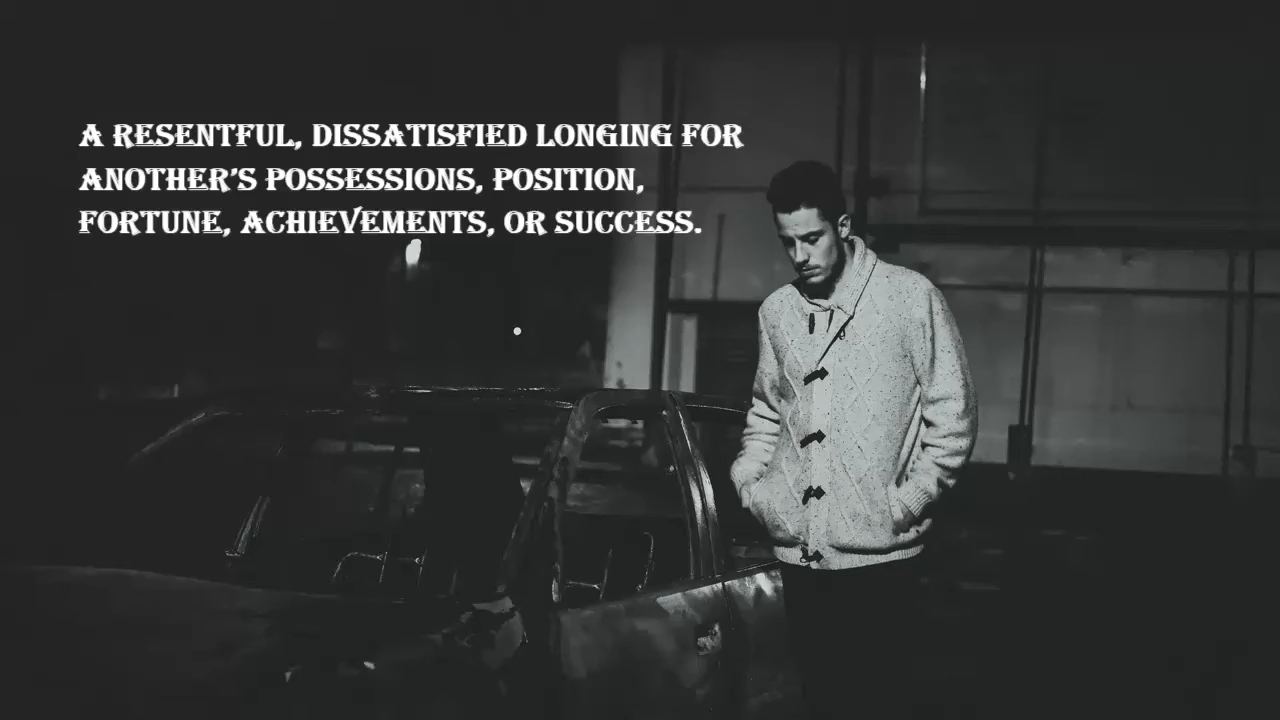 A RESENTFUL, DISSATISFIED LONGING FOR
ANOTHER'S POSSESSIONS, POSITION,
FORTUNE, ACHIEVEMENTS, OR SUCCESS.